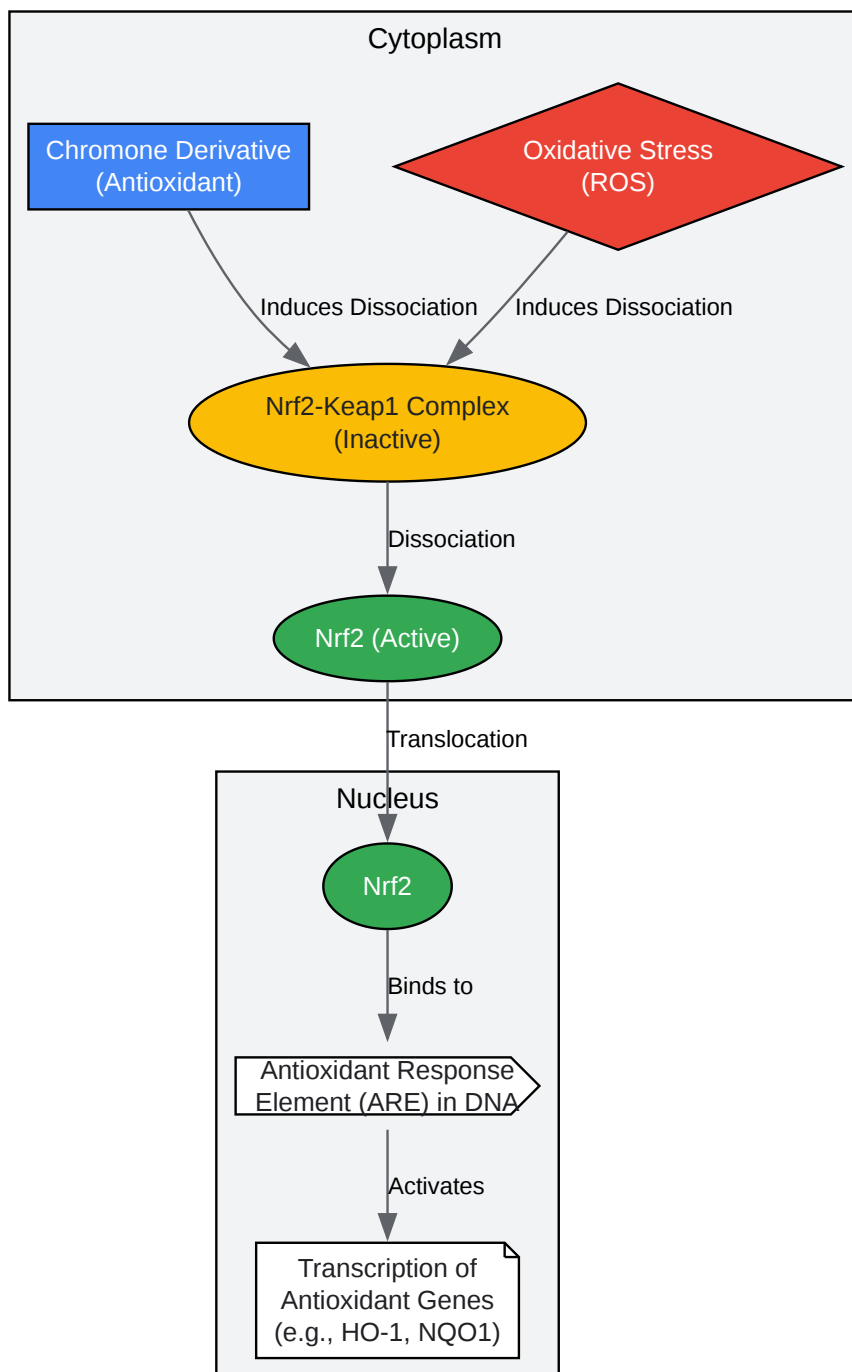 Cytoplasm
Chromone Derivative
(Antioxidant)
Oxidative Stress
(ROS)
Induces Dissociation
Induces Dissociation
Nrf2-Keap1 Complex
(Inactive)
Dissociation
Nrf2 (Active)
Translocation
Nucleus
Nrf2
Binds to
Antioxidant Response
Element (ARE) in DNA
Activates
Transcription of
Antioxidant Genes
(e.g., HO-1, NQO1)